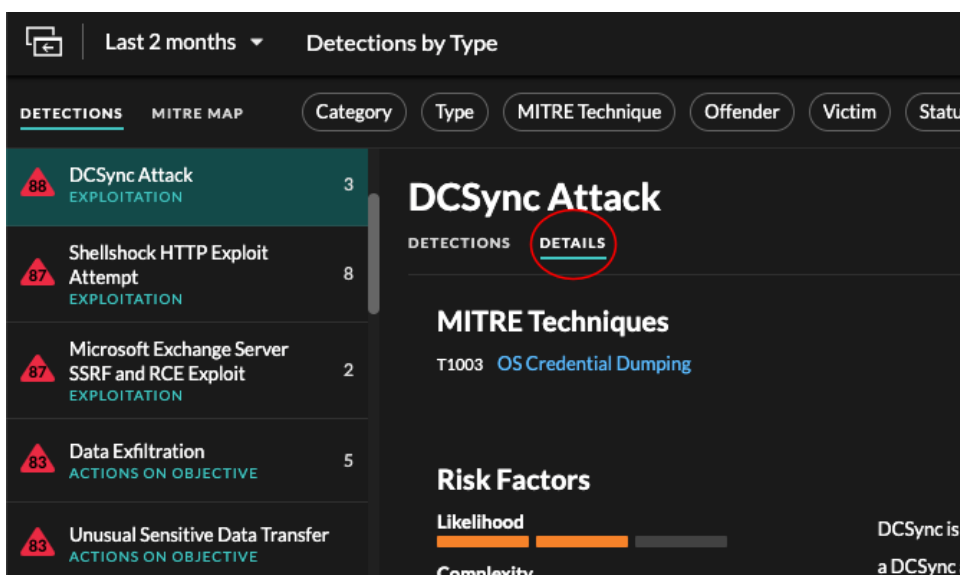 Last 2 months
Detections by Type
DETECTIONS
MITRE MAP
Category
Type
MITRE Technique
Offender
Victim
Statu
88
DCSync Attack
EXPLOITATION
3
87
Shellshock HTTP Exploit
Attempt
EXPLOITATION
8
87
Microsoft Exchange Server
SSRF and RCE Exploit
EXPLOITATION
2
83
Data Exfiltration
ACTIONS ON OBJECTIVE
5
83
Unusual Sensitive Data Transfer
ACTIONS ON OBJECTIVE
DCSync Attack
DETECTIONS
DETAILS
MITRE Techniques
T1003 OS Credential Dumping
Risk Factors
Likelihood
Complexity
DCSync is
a DCSync